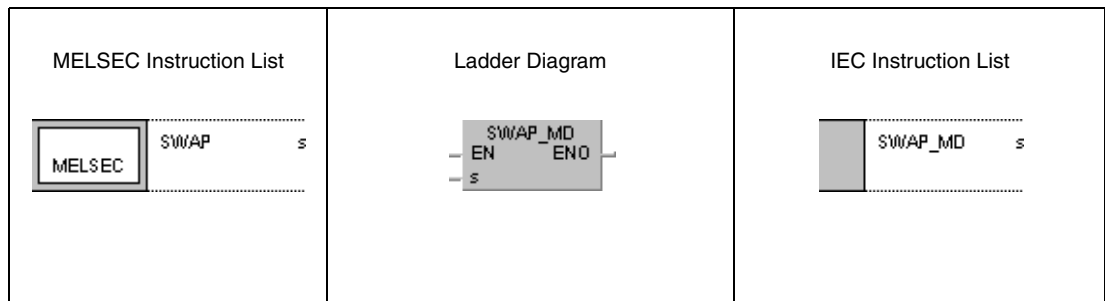 MELSEC Instruction List
MELSEC
SWAP s
Ladder Diagram
SWAP_MD
EN ENO
s
IEC Instruction List
SWAP_MD s